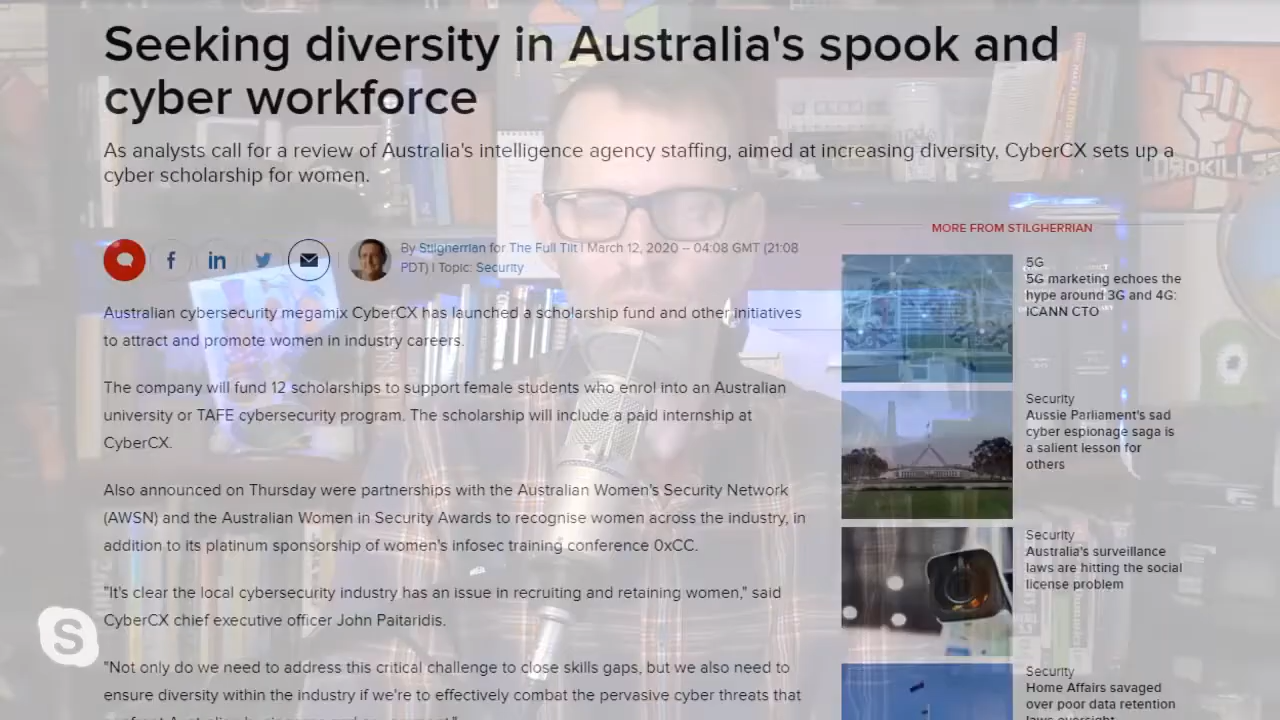 Seeking diversity in Australia's spook and
cyber workforce
As analysts call for a review of Australia's intelligence agency staffing, aimed at increasing diversity, CyberCX sets up a
cyber scholarship for women.
By Stilgherrian for The Full Tilt | March 12, 2020 -- 04:08 GMT (21:08
PDT) | Topic: Security
Australian cybersecurity megamix CyberCX has launched a scholarship fund and other initiatives
to attract and promote women in industry careers.
The company will fund 12 scholarships to support female students who enrol into an Australian
university or TAFE cybersecurity program. The scholarship will include a paid internship at
CyberCX.
Also announced on Thursday were partnerships with the Australian Women's Security Network
(AWSN) and the Australian Women in Security Awards to recognise women across the industry, in
addition to its platinum sponsorship of women's infosec training conference 0xCC.
"It's clear the local cybersecurity industry has an issue in recruiting and retaining women," said
CyberCX chief executive officer John Paitaridis.
"Not only do we need to address this critical challenge to close skills gaps, but we also need to
ensure diversity within the industry if we're to effectively combat the pervasive cyber threats that
MORE FROM STILGHERRIAN
5G
5G marketing echoes the
hype around 3G and 4G:
ICANN CTO
Security
Aussie Parliament's sad
cyber espionage saga is
a salient lesson for
others
Security
Australia's surveillance
laws are hitting the social
license problem
Security
Home Affairs savaged
over poor data retention
laws oversight
ORDKILL
S